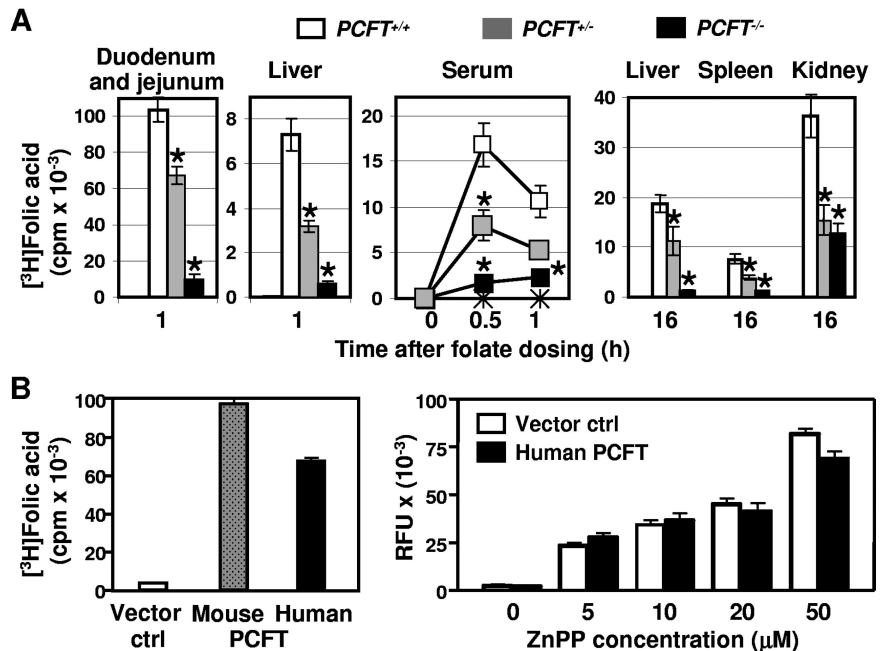 A
PCFT+/+ PCFT+/- PCFT-/-
Duodenum
and jejunum
Liver
Serum
Liver Spleen Kidney
[³H]Folic acid
(cpm x 10⁻³)
100
80
60
40
20
0
1
8
6
4
2
0
1
20
15
10
5
0
0 0.5 1
40
30
20
10
0
16 16 16
Time after folate dosing (h)
B
[³H]Folic acid
(cpm x 10⁻³)
100
80
60
40
20
0
Vector Mouse Human
ctrl PCFT
RFU x (10⁻³)
100
75
50
25
0
Vector ctrl
Human PCFT
0 5 10 20 50
ZnPP concentration (μM)